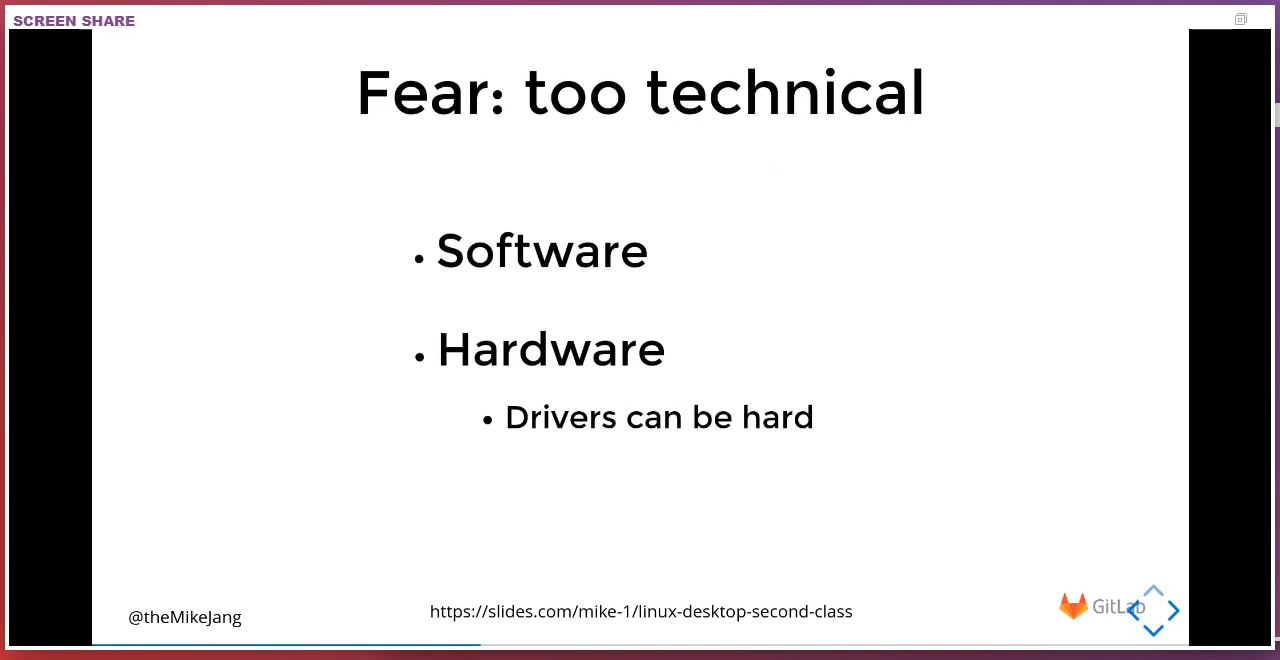 SCREEN SHARE
Fear: too technical
• Software
• Hardware
• Drivers can be hard
@theMikeJang
https://slides.com/mike-1/linux-desktop-second-class
GitLab